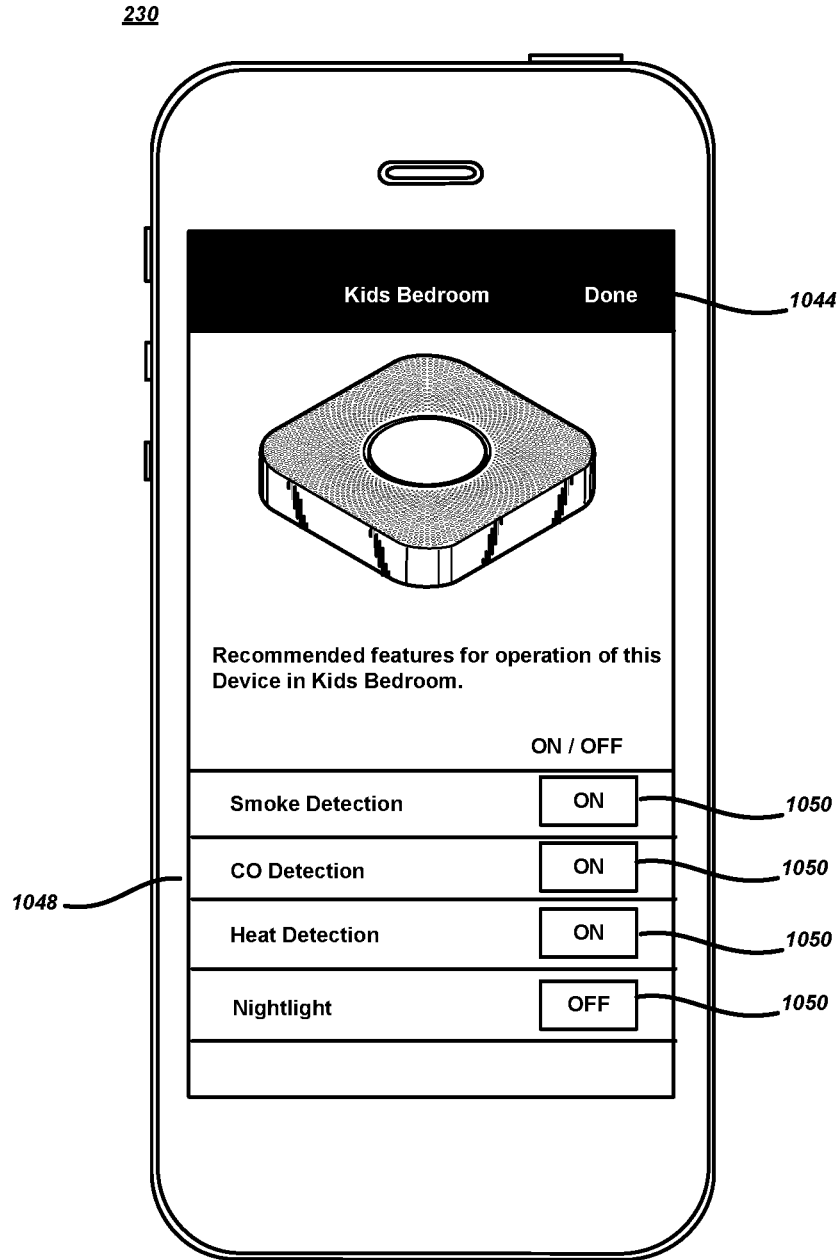 230
Kids Bedroom Done
1044
Recommended features for operation of this
Device in Kids Bedroom.
ON / OFF
Smoke Detection ON 1050
CO Detection ON 1050
1048
Heat Detection ON 1050
Nightlight OFF 1050